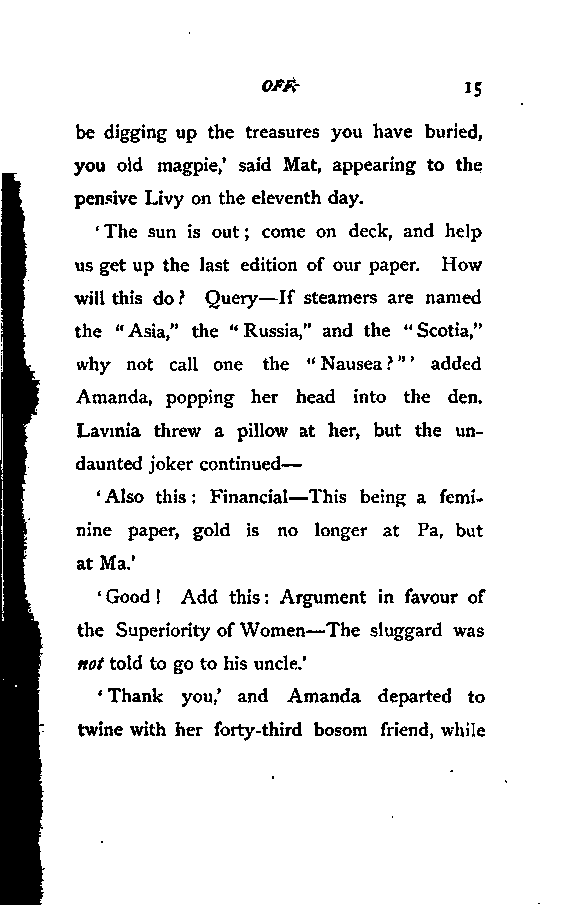 OFF. 15
be digging up the treasures you have buried,
you old magpie,' said Mat, appearing to the
pensive Livy on the eleventh day.
'The sun is out; come on deck, and help
us get up the last edition of our paper. How
will this do? Query—If steamers are named
the "Asia," the "Russia," and the "Scotia,"
why not call one the "Nausea?"' added
Amanda, popping her head into the den.
Lavinia threw a pillow at her, but the un-
daunted joker continued—
'Also this: Financial—This being a femi-
nine paper, gold is no longer at Pa, but
at Ma.'
'Good! Add this: Argument in favour of
the Superiority of Women—The sluggard was
not told to go to his uncle.'
'Thank you,' and Amanda departed to
twine with her forty-third bosom friend, while